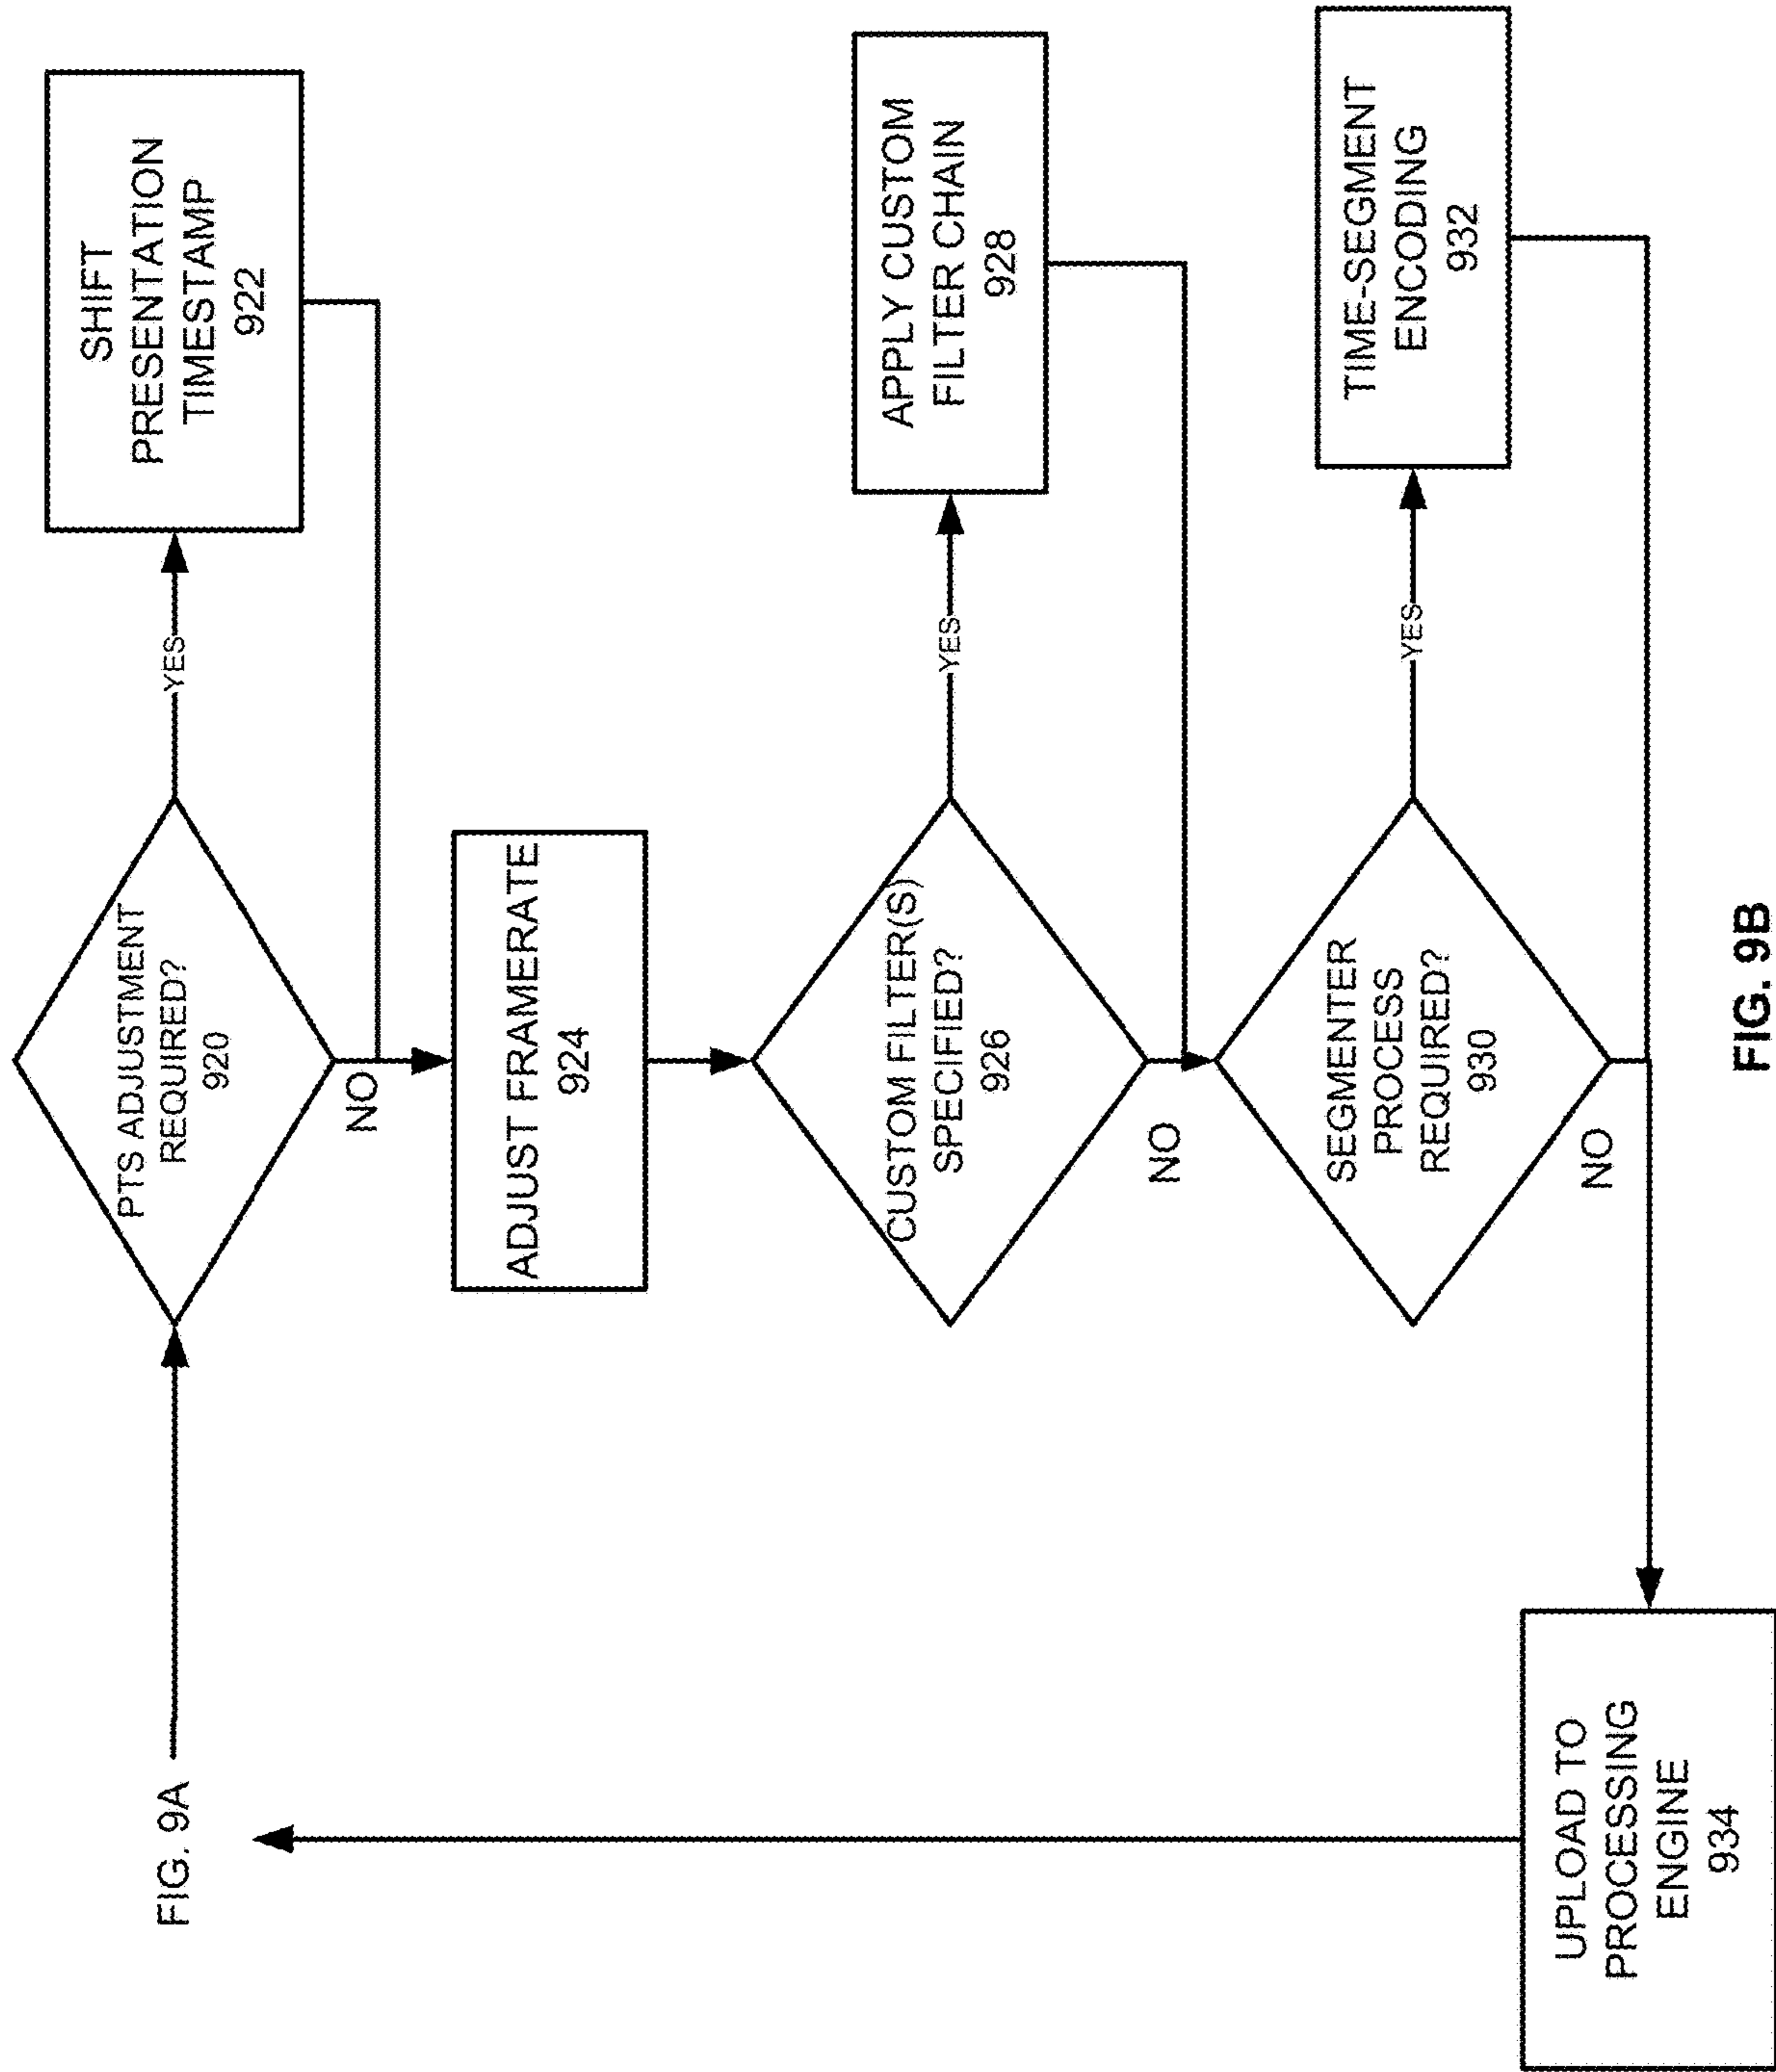 FIG. 9A
PTS ADJUSTMENT
REQUIRED?
920
YES
SHIFT
PRESENTATION
TIMESTAMP
922
NO
ADJUST FRAMERATE
924
CUSTOM FILTER(S)
SPECIFIED?
926
YES
APPLY CUSTOM
FILTER CHAIN
928
NO
SEGMENTER
PROCESS
REQUIRED?
930
YES
TIME-SEGMENT
ENCODING
932
NO
UPLOAD TO
PROCESSING
ENGINE
934
FIG. 9B